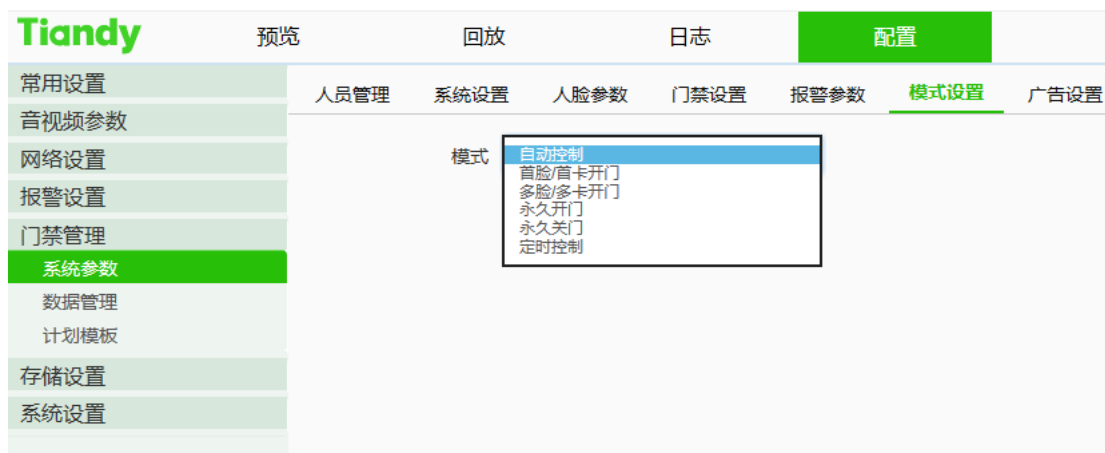 Tiandy 预览 回放 日志 配置
常用设置
音视频参数
网络设置
报警设置
门禁管理
系统参数
数据管理
计划模板
存储设置
系统设置
人员管理 系统设置 人脸参数 门禁设置 报警参数 模式设置 广告设置
模式 自动控制
首脸/首卡开门
多脸/多卡开门
永久开门
永久关门
定时控制